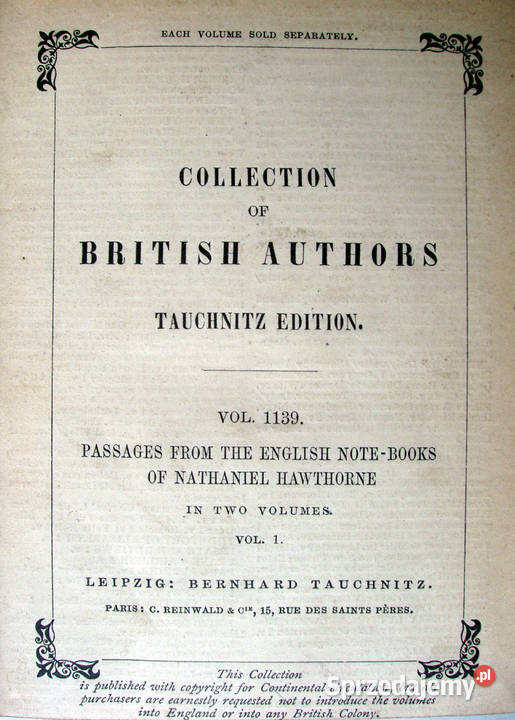 EACH VOLUME SOLD SEPARATELY.
COLLECTION
OF
BRITISH AUTHORS
TAUCHNITZ EDITION.
VOL. 1139.
PASSAGES FROM THE ENGLISH NOTE-BOOKS
OF NATHANIEL HAWTHORNE
IN TWO VOLUMES.
VOL. 1.
LEIPZIG: BERNHARD TAUCHNITZ.
PARIS: C. REINWALD & CIE, 15, RUE DES SAINTS PÈRES.
This Collection
is published with copyright for Continental
purchasers are earnestly requested not to introduce the volumes
into England or into any British Colony.
Sprzedajemy.pl